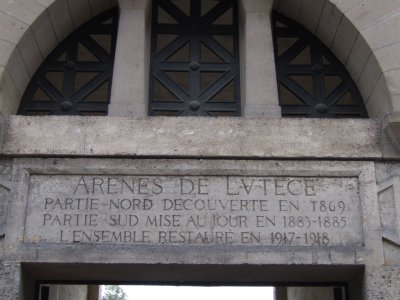 ARENES DE LVTECE
PARTIE NORD DECOUVERTE EN 1869
PARTIE SUD MISE AU JOUR EN 1883-1885
L'ENSEMBLE RESTAURE EN 1917-1918